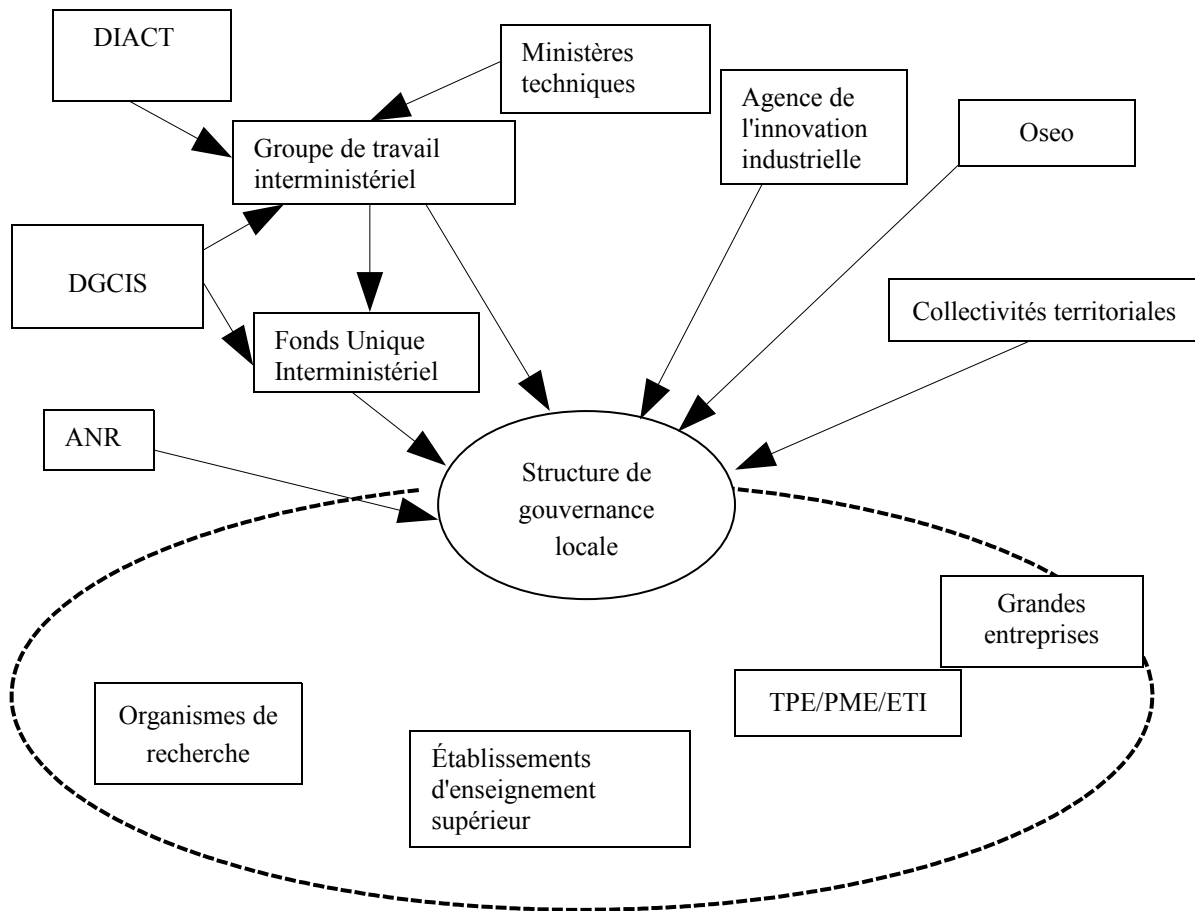 DIACT
Ministères
techniques
Agence de
l'innovation
industrielle
Oseo
Groupe de travail
interministériel
DGCIS
Collectivités territoriales
Fonds Unique
Interministériel
ANR
Structure de
gouvernance
locale
Grandes
entreprises
TPE/PME/ETI
Organismes de
recherche
Établissements
d'enseignement
supérieur